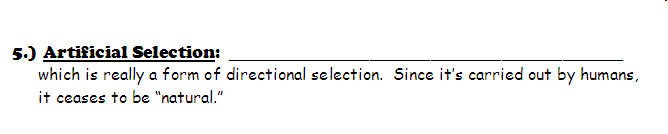 5.) Artificial Selection: ___________________________________________
which is really a form of directional selection.  Since it's carried out by humans,
it ceases to be "natural."